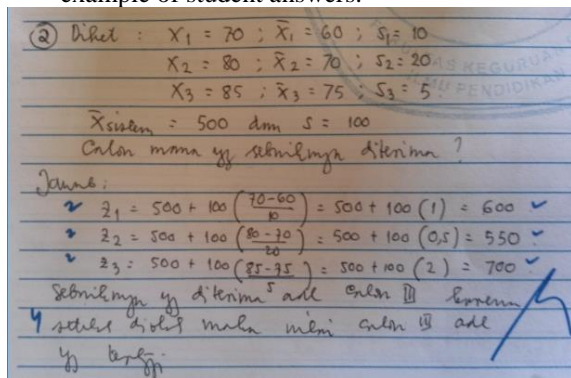 example of student answers.
② Diket : X₁ = 70 ; X̄₁ = 60 ; S₁ = 10
X₂ = 80 ; X̄₂ = 70 ; S₂ = 20
X₃ = 85 ; X̄₃ = 75 ; S₃ = 5
X̄sistem = 500 dan S = 100
Calon mana yg sebaiknya diterima ?
Jawab :
Z₁ = 500 + 100 (70-60/10) = 500 + 100 (1) = 600
Z₂ = 500 + 100 (80-70/20) = 500 + 100 (0,5) = 550
Z₃ = 500 + 100 (85-75/5) = 500 + 100 (2) = 700
Sebaiknya yg diterima adl calon III karena
setelah diolah maka nilai calon III adl
yg